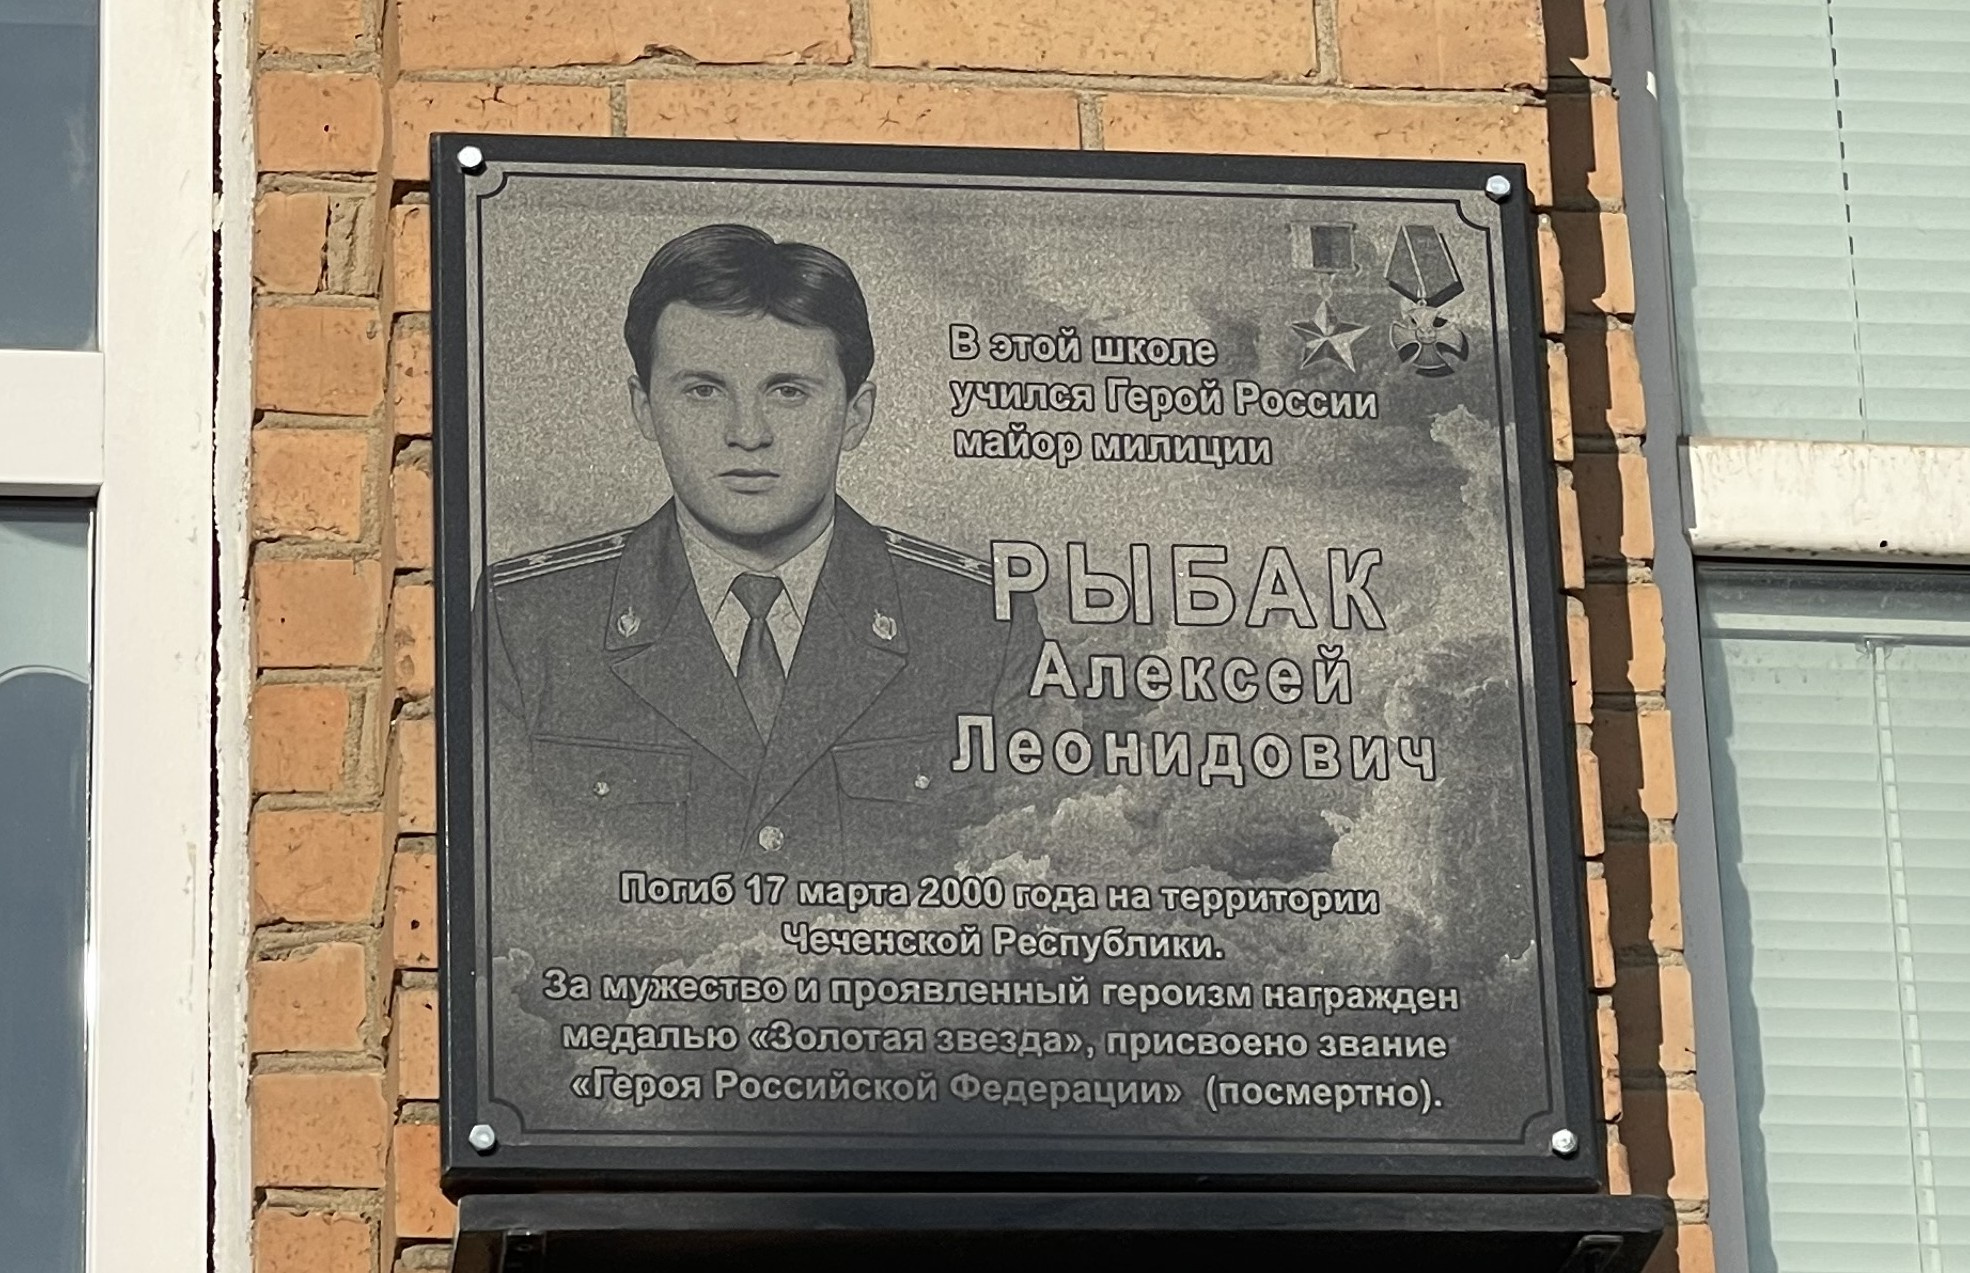 В этой школе
учился Герой России
майор милиции
РЫБАК
Алексей
Леонидович
Погиб 17 марта 2000 года на территории
Чеченской Республики.
За мужество и проявленный героизм награжден
медалью «Золотая звезда», присвоено звание
«Героя Российской Федерации» (посмертно).